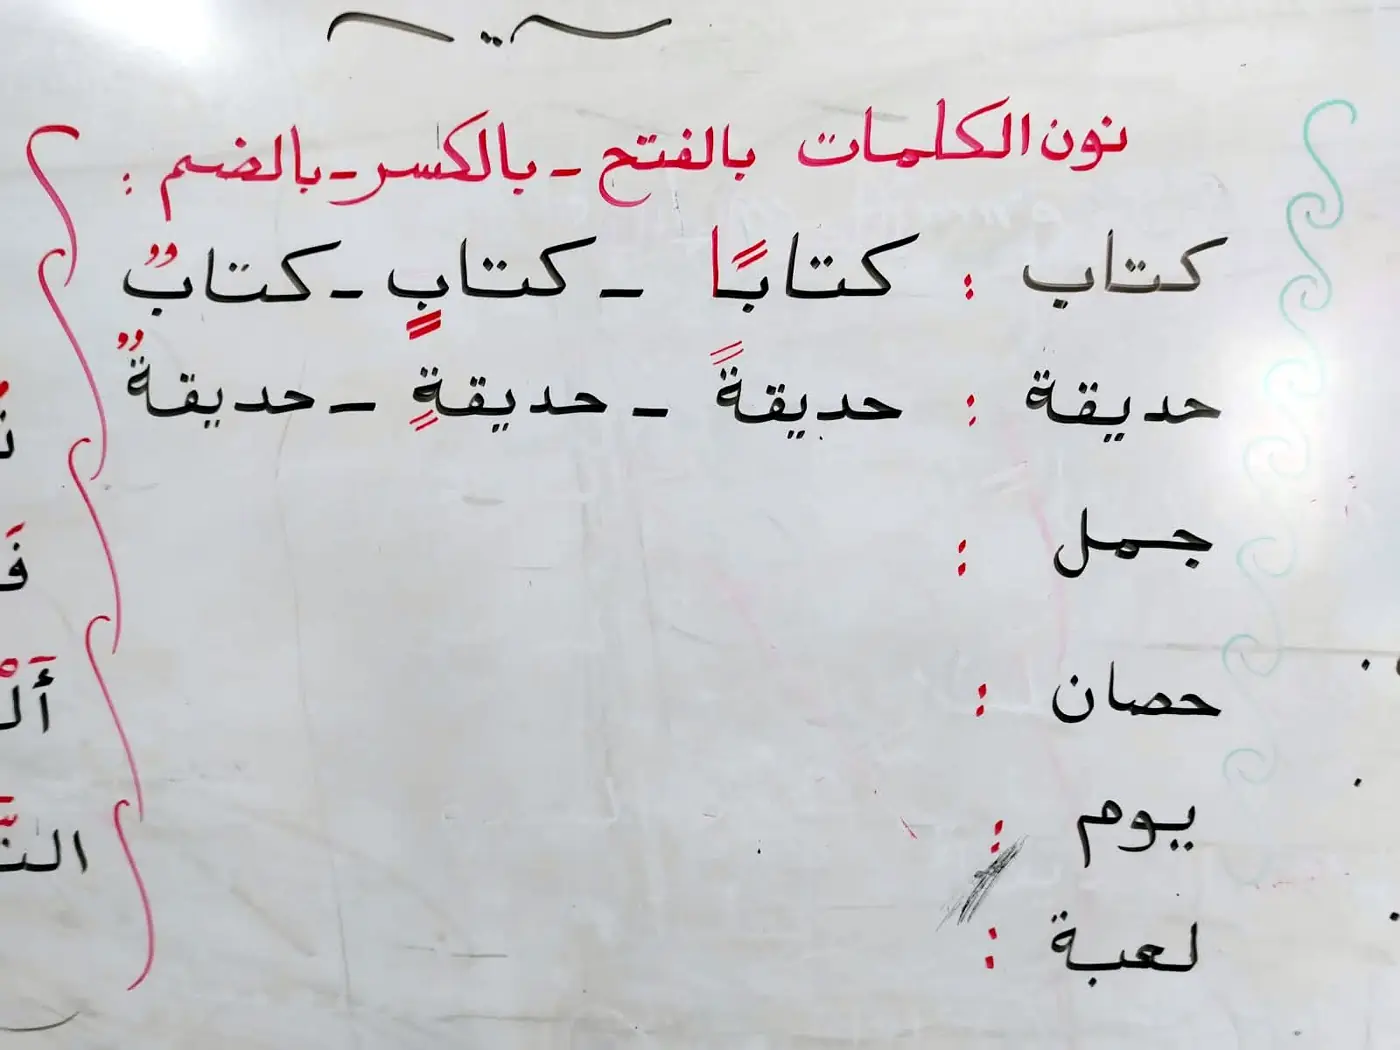 نون الكلمات بالفتح - بالكسر - بالضم :
كتاب : كتابًا - كتابٍ - كتابٌ
حديقة : حديقةً - حديقةٍ - حديقةٌ
جمل :
حصان :
يوم :
لعبة :